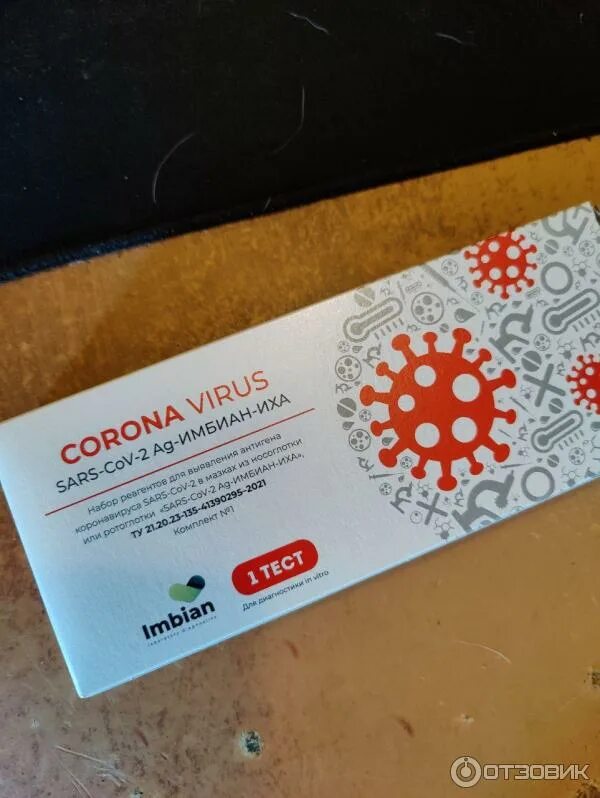 CORONA VIRUS
SARS-CoV-2 Ag-ИМБИАН-ИХА
Набор реагентов для выявления антигена
коронавируса SARS-CoV-2 в мазках из носоглотки
или ротоглотки «SARS-CoV-2 Ag-ИМБИАН-ИХА»,
ТУ 21.20.23-135-41390295-2021
Комплект №1
1 ТЕСТ
Для диагностики in vitro
Imbian
laboratory diagnostics
ОТЗОВИК